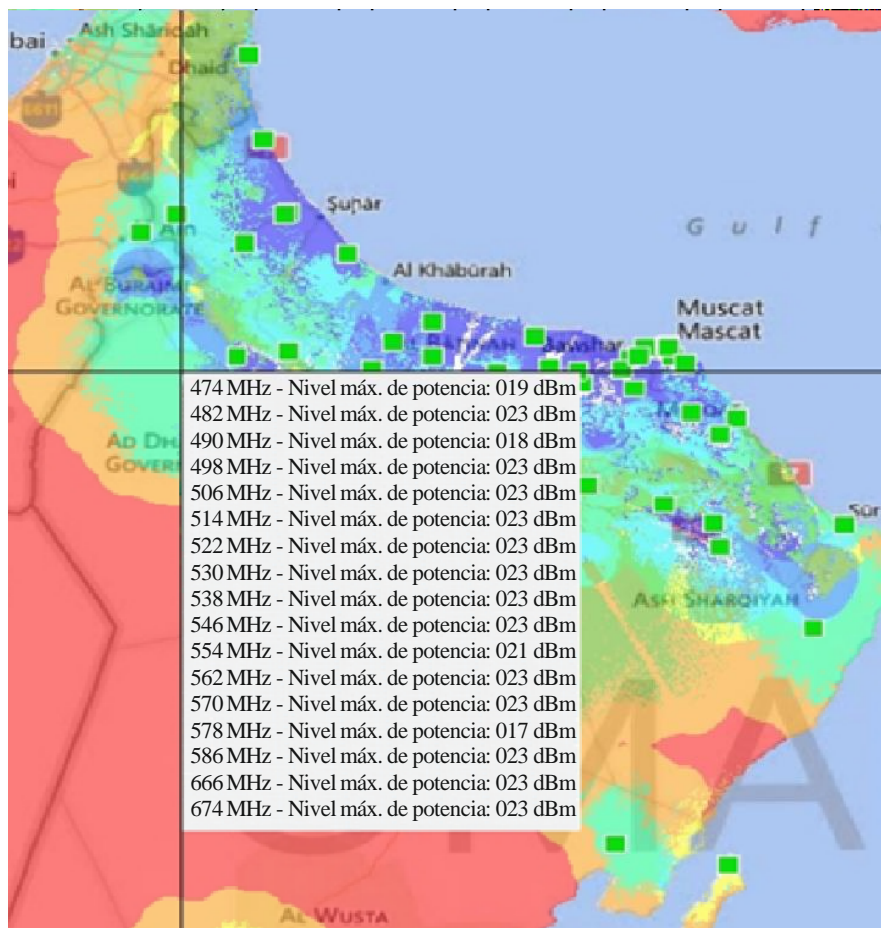 bai
Ash Shāriqah
Dhaid
Şuḩār
G u l f
Al Khābūrah
AL BURAIMI
GOVERNORATE
Muscat
Mascat
Bawshar
474 MHz - Nivel máx. de potencia: 019 dBm
482 MHz - Nivel máx. de potencia: 023 dBm
490 MHz - Nivel máx. de potencia: 018 dBm
498 MHz - Nivel máx. de potencia: 023 dBm
506 MHz - Nivel máx. de potencia: 023 dBm
514 MHz - Nivel máx. de potencia: 023 dBm
522 MHz - Nivel máx. de potencia: 023 dBm
530 MHz - Nivel máx. de potencia: 023 dBm
538 MHz - Nivel máx. de potencia: 023 dBm
546 MHz - Nivel máx. de potencia: 023 dBm
554 MHz - Nivel máx. de potencia: 021 dBm
562 MHz - Nivel máx. de potencia: 023 dBm
570 MHz - Nivel máx. de potencia: 023 dBm
578 MHz - Nivel máx. de potencia: 017 dBm
586 MHz - Nivel máx. de potencia: 023 dBm
666 MHz - Nivel máx. de potencia: 023 dBm
674 MHz - Nivel máx. de potencia: 023 dBm
AD DH
GOVER
Şūr
ASH SHARQIYAH
MA
AL WUSTA